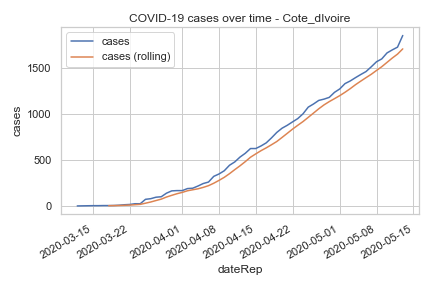 COVID-19 cases over time - Cote_dIvoire
cases
cases (rolling)
cases
1500
1000
500
0
2020-03-15
2020-03-22
2020-04-01
2020-04-08
2020-04-15
2020-04-22
2020-05-01
2020-05-08
2020-05-15
dateRep